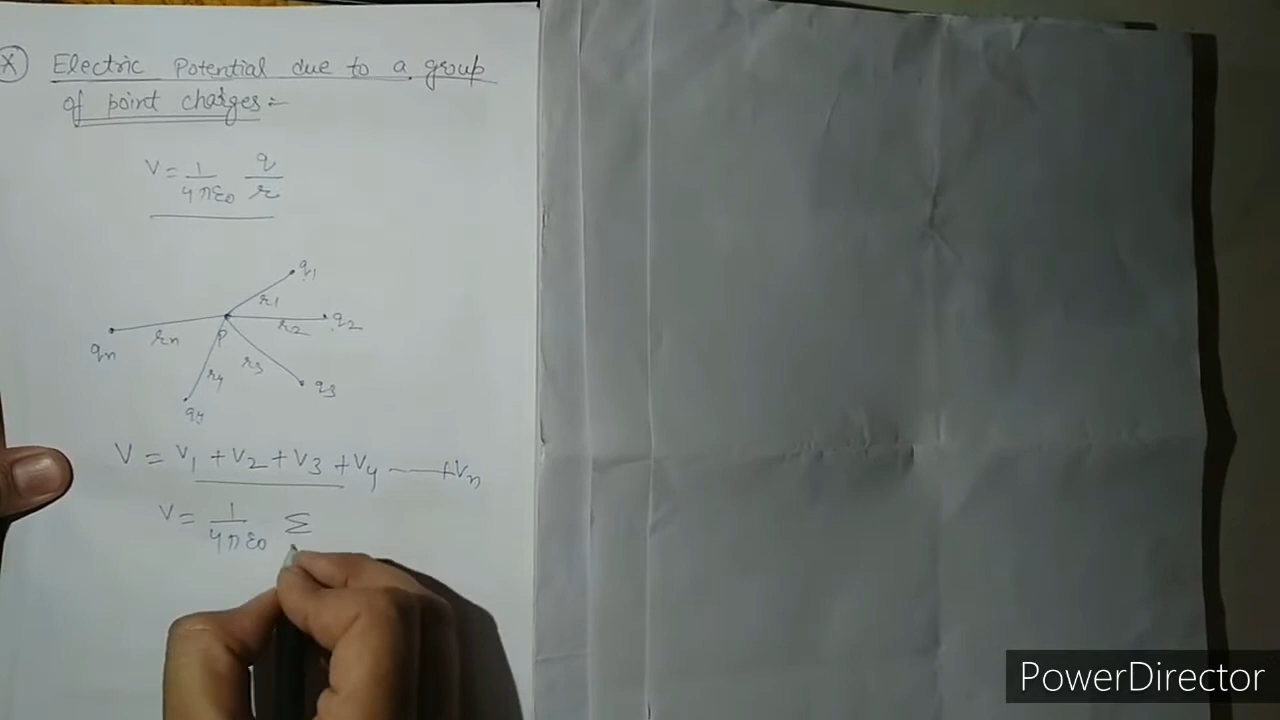 X Electric Potential due to a group
of point charges:-
V = 1/4πε0 q/r
q1
r1
r2 q2
rn
qn
P
r3
q3
r4
q4
V = V1 + V2 + V3 + V4 —— + Vn
V = 1/4πε0 Σ
PowerDirector